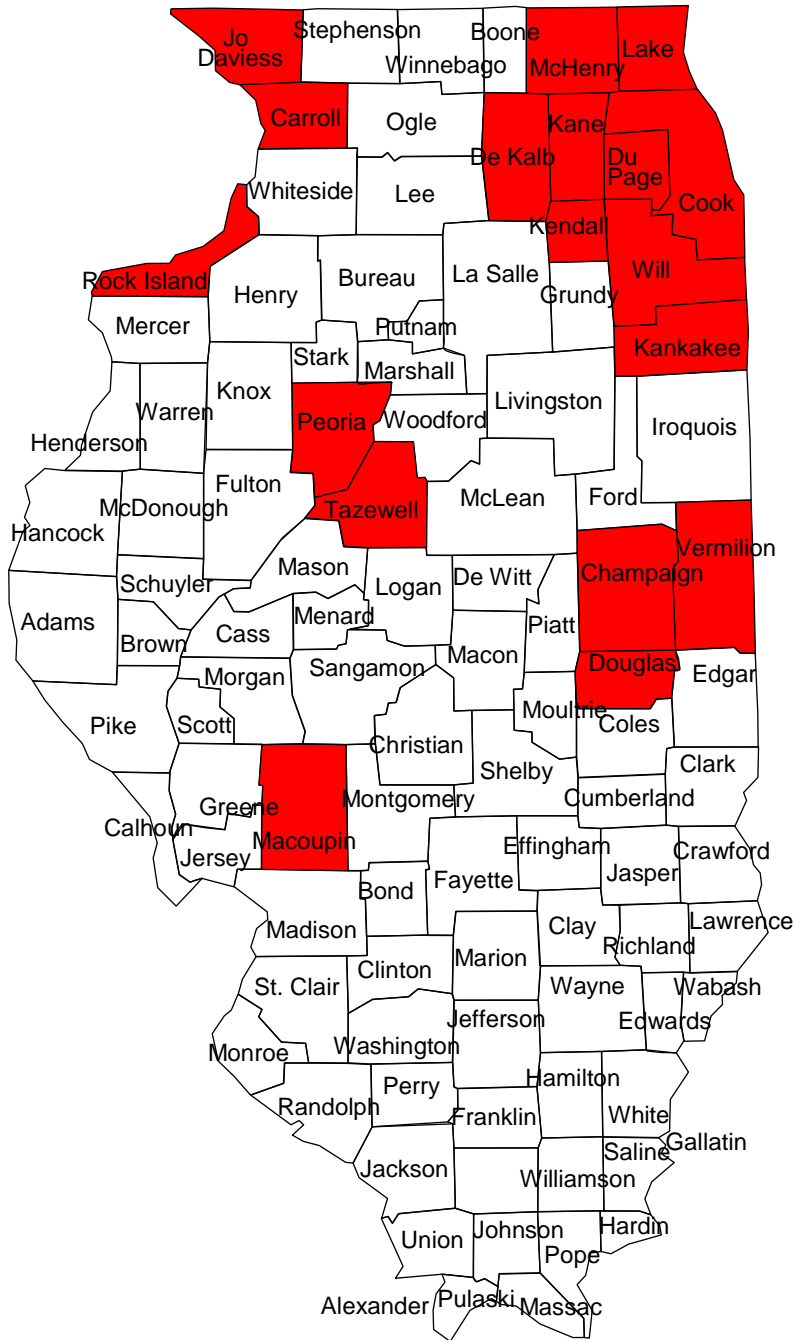 Jo
Daviess
Stephenson
Winnebago
Boone
McHenry
Lake
Carroll
Ogle
De Kalb
Kane
Du
Page
Cook
Whiteside
Lee
Kendall
Will
Rock Island
Henry
Bureau
La Salle
Grundy
Mercer
Putnam
Kankakee
Stark
Marshall
Knox
Warren
Henderson
Peoria
Woodford
Livingston
Iroquois
Fulton
McDonough
Hancock
Tazewell
McLean
Ford
Vermilion
Mason
Schuyler
Logan
De Witt
Champaign
Adams
Brown
Cass
Menard
Piatt
Macon
Sangamon
Morgan
Douglas
Edgar
Pike
Scott
Christian
Moultrie
Coles
Shelby
Clark
Greene
Calhoun
Montgomery
Cumberland
Macoupin
Jersey
Effingham
Jasper
Crawford
Bond
Fayette
Madison
Clay
Richland
Lawrence
Clinton
Marion
St. Clair
Wayne
Wabash
Edwards
Monroe
Washington
Jefferson
Perry
Hamilton
Randolph
Franklin
White
Gallatin
Saline
Jackson
Williamson
Union
Johnson
Hardin
Pope
Alexander
Pulaski
Massac